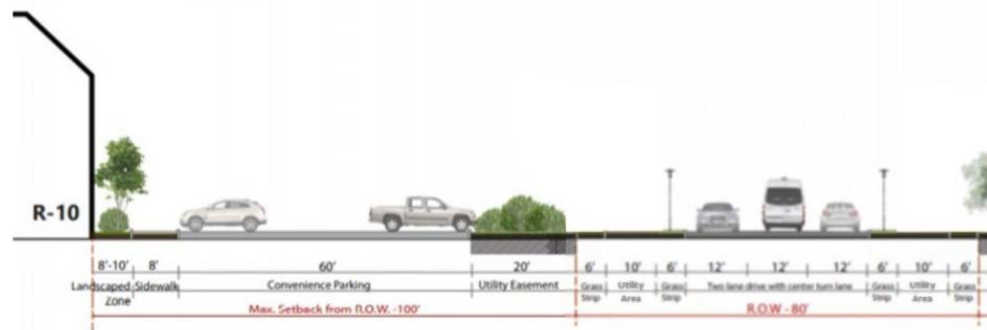 R-10
8'-10' 8' 60' 20' 6' 10' 6' 12' 12' 12' 6' 10' 6'
Landscaped Zone
Sidewalk
Convenience Parking
Utility Easement
Grass Strip
Utility Area
Grass Strip
Two lane drive with center turn lane
Grass Strip
Utility Area
Grass Strip
Max. Setback from R.O.W. -100'
R.O.W - 80'